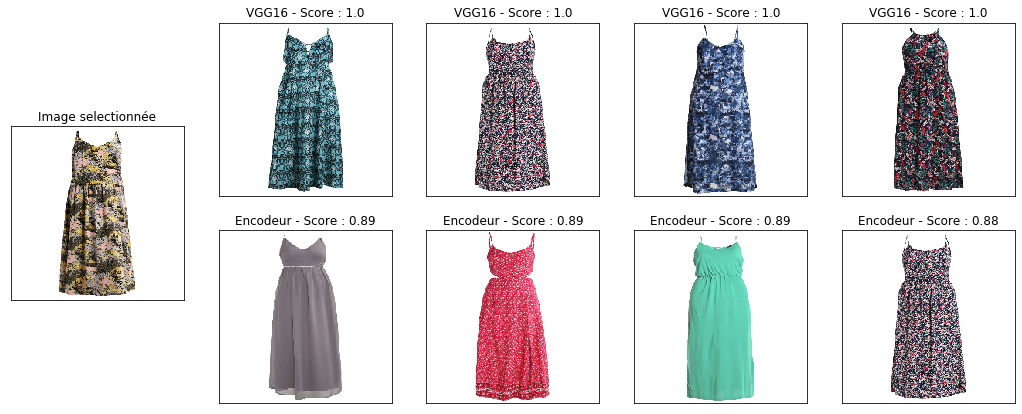 VGG16 - Score : 1.0
VGG16 - Score : 1.0
VGG16 - Score : 1.0
VGG16 - Score : 1.0
Image selectionnée
Encodeur - Score : 0.89
Encodeur - Score : 0.89
Encodeur - Score : 0.89
Encodeur - Score : 0.88